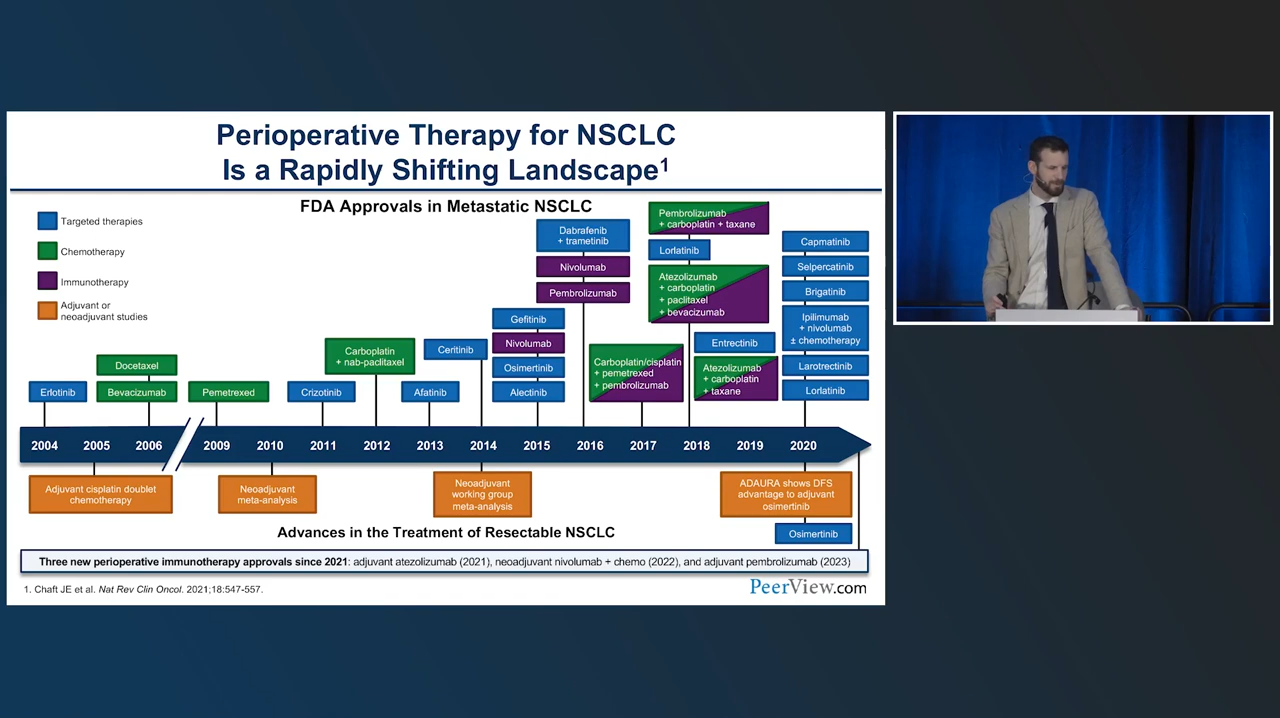 Perioperative Therapy for NSCLC
Is a Rapidly Shifting Landscape1
FDA Approvals in Metastatic NSCLC
Targeted therapies
Chemotherapy
Immunotherapy
Adjuvant or
neoadjuvant studies
Erlotinib
Docetaxel
Bevacizumab
Pemetrexed
Crizotinib
Carboplatin
+ nab-paclitaxel
Afatinib
Ceritinib
Gefitinib
Nivolumab
Osimertinib
Alectinib
Dabrafenib
+ trametinib
Nivolumab
Pembrolizumab
Carboplatin/cisplatin
+ pemetrexed
+ pembrolizumab
Pembrolizumab
+ carboplatin + taxane
Lorlatinib
Atezolizumab
+ carboplatin
+ paclitaxel
+ bevacizumab
Entrectinib
Atezolizumab
+ carboplatin
+ taxane
Capmatinib
Selpercatinib
Brigatinib
Ipilimumab
+ nivolumab
± chemotherapy
Larotrectinib
Lorlatinib
2004 2005 2006 2009 2010 2011 2012 2013 2014 2015 2016 2017 2018 2019 2020
Adjuvant cisplatin doublet
chemotherapy
Neoadjuvant
meta-analysis
Neoadjuvant
working group
meta-analysis
ADAURA shows DFS
advantage to adjuvant
osimertinib
Osimertinib
Advances in the Treatment of Resectable NSCLC
Three new perioperative immunotherapy approvals since 2021: adjuvant atezolizumab (2021), neoadjuvant nivolumab + chemo (2022), and adjuvant pembrolizumab (2023)
1. Chaft JE et al. Nat Rev Clin Oncol. 2021;18:547-557.
PeerView.com